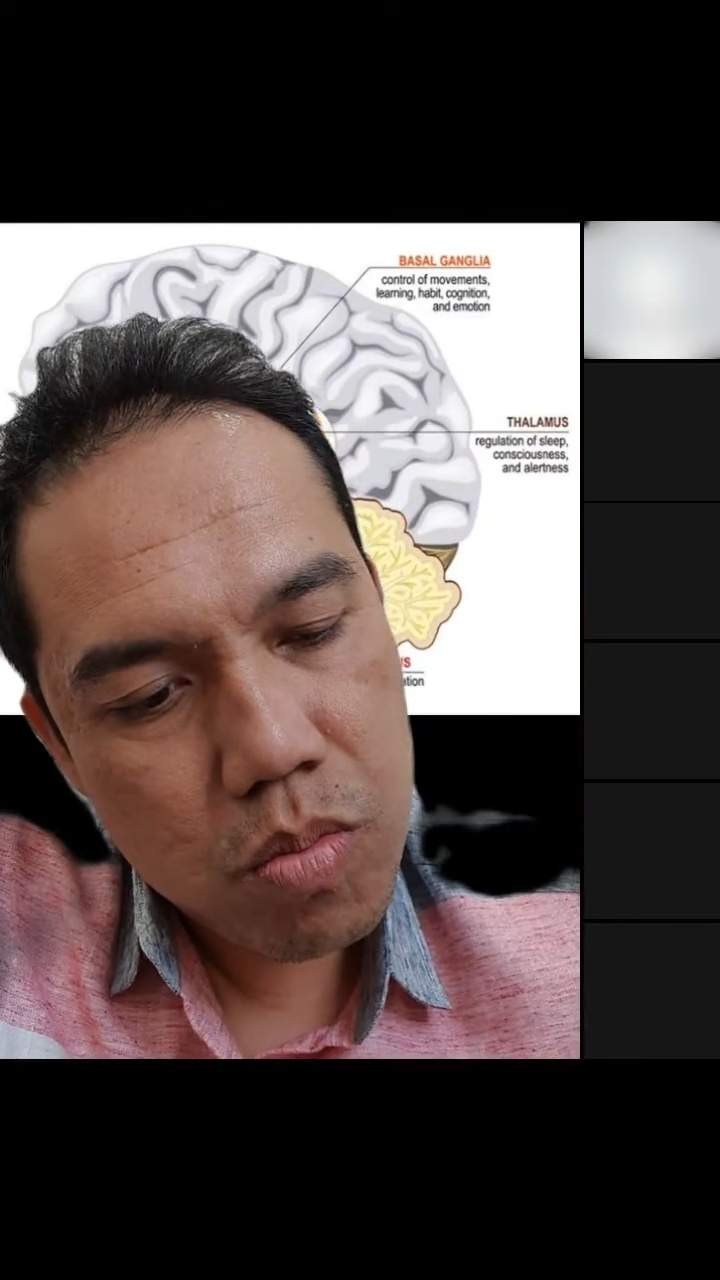 BASAL GANGLIA
control of movements,
learning, habit, cognition,
and emotion
THALAMUS
regulation of sleep,
consciousness,
and alertness